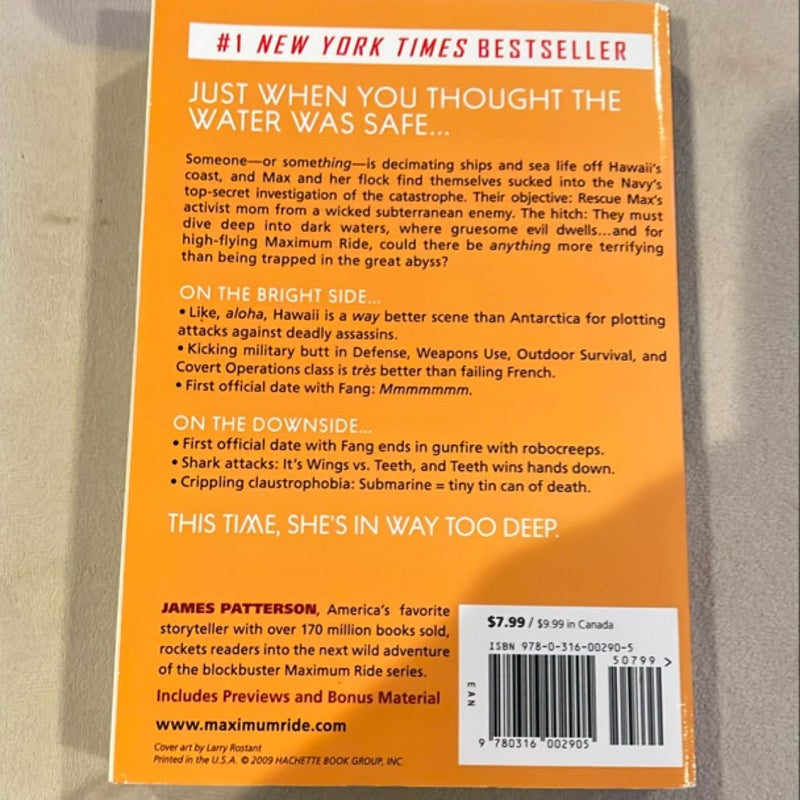 #1 NEW YORK TIMES BESTSELLER
JUST WHEN YOU THOUGHT THE
WATER WAS SAFE...
Someone—or something—is decimating ships and sea life off Hawaii's
coast, and Max and her flock find themselves sucked into the Navy's
top-secret investigation of the catastrophe. Their objective: Rescue Max's
activist mom from a wicked subterranean enemy. The hitch: They must
dive deep into dark waters, where gruesome evil dwells...and for
high-flying Maximum Ride, could there be anything more terrifying
than being trapped in the great abyss?
ON THE BRIGHT SIDE...
• Like, aloha, Hawaii is a way better scene than Antarctica for plotting
attacks against deadly assassins.
• Kicking military butt in Defense, Weapons Use, Outdoor Survival, and
Covert Operations class is très better than failing French.
• First official date with Fang: Mmmmmmm.
ON THE DOWNSIDE...
• First official date with Fang ends in gunfire with robocreeps.
• Shark attacks: It's Wings vs. Teeth, and Teeth wins hands down.
• Crippling claustrophobia: Submarine = tiny tin can of death.
THIS TIME, SHE'S IN WAY TOO DEEP.
JAMES PATTERSON, America's favorite
storyteller with over 170 million books sold,
rockets readers into the next wild adventure
of the blockbuster Maximum Ride series.
Includes Previews and Bonus Material
www.maximumride.com
Cover art by Larry Rostant
Printed in the U.S.A. © 2009 HACHETTE BOOK GROUP, INC.
$7.99 / $9.99 in Canada
ISBN 978-0-316-00290-5
50799 >
EAN
9 780316 002905